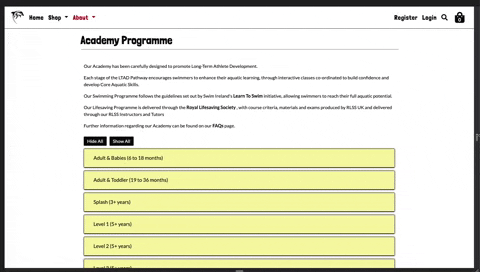 Home Shop About Register Login 0
Academy Programme
Our Academy has been carefully designed to promote Long-Term Athlete Development.
Each stage of the LTAD Pathway encourages swimmers to enhance their aquatic learning, through interactive classes co-ordinated to build confidence and
develop Core Aquatic Skills.
Our Swimming Programme follows the guidelines set out by Swim Ireland's Learn To Swim initiative, allowing swimmers to reach their full aquatic potential.
Our Lifesaving Programme is delivered through the Royal Lifesaving Society, with course criteria, materials and exams produced by RLSS UK and delivered
through our RLSS Instructors and Tutors
Further information regarding our Academy can be found on our FAQs page.
Hide All Show All
Adult & Babies (6 to 18 months)
Adult & Toddler (19 to 36 months)
Splash (3+ years)
Level 1 (5+ years)
Level 2 (5+ years)